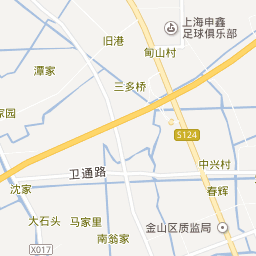 上海申鑫
足球俱乐部
旧港
甸山村
潭家
三多桥
家园
S124
中兴村
卫通路
沈家
春辉
大石头
马家里
金山区质监局
南翁家
X017